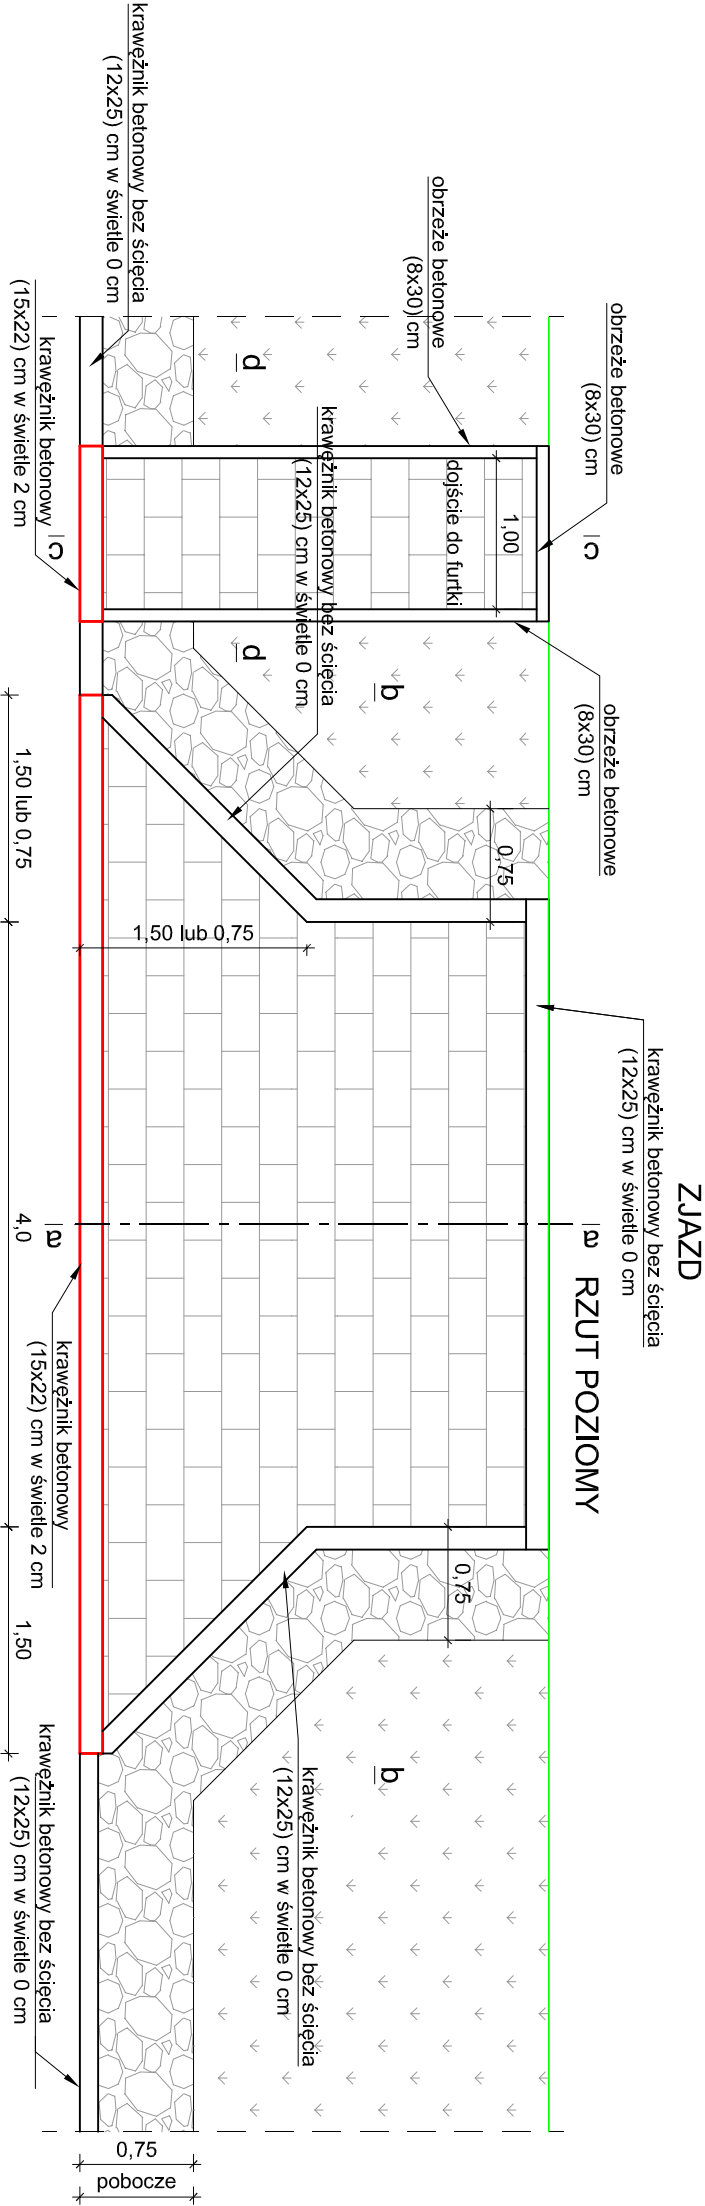 ZJAZD
RZUT POZIOMY
krawężnik betonowy bez ścięcia
(12x25) cm w świetle 0 cm
obrzeże betonowe
(8x30) cm
obrzeże betonowe
(8x30) cm
obrzeże betonowe
(8x30) cm
c
a
dojście do furtki
1,00
0,75
0,75
krawężnik betonowy bez ścięcia
(12x25) cm w świetle 0 cm
b
b
d
d
krawężnik betonowy bez ścięcia
(12x25) cm w świetle 0 cm
1,50 lub 0,75
krawężnik betonowy bez ścięcia
(12x25) cm w świetle 0 cm
c
a
krawężnik betonowy
(15x22) cm w świetle 2 cm
krawężnik betonowy
(15x22) cm w świetle 2 cm
krawężnik betonowy bez ścięcia
(12x25) cm w świetle 0 cm
1,50 lub 0,75
4,0
1,50
0,75
pobocze